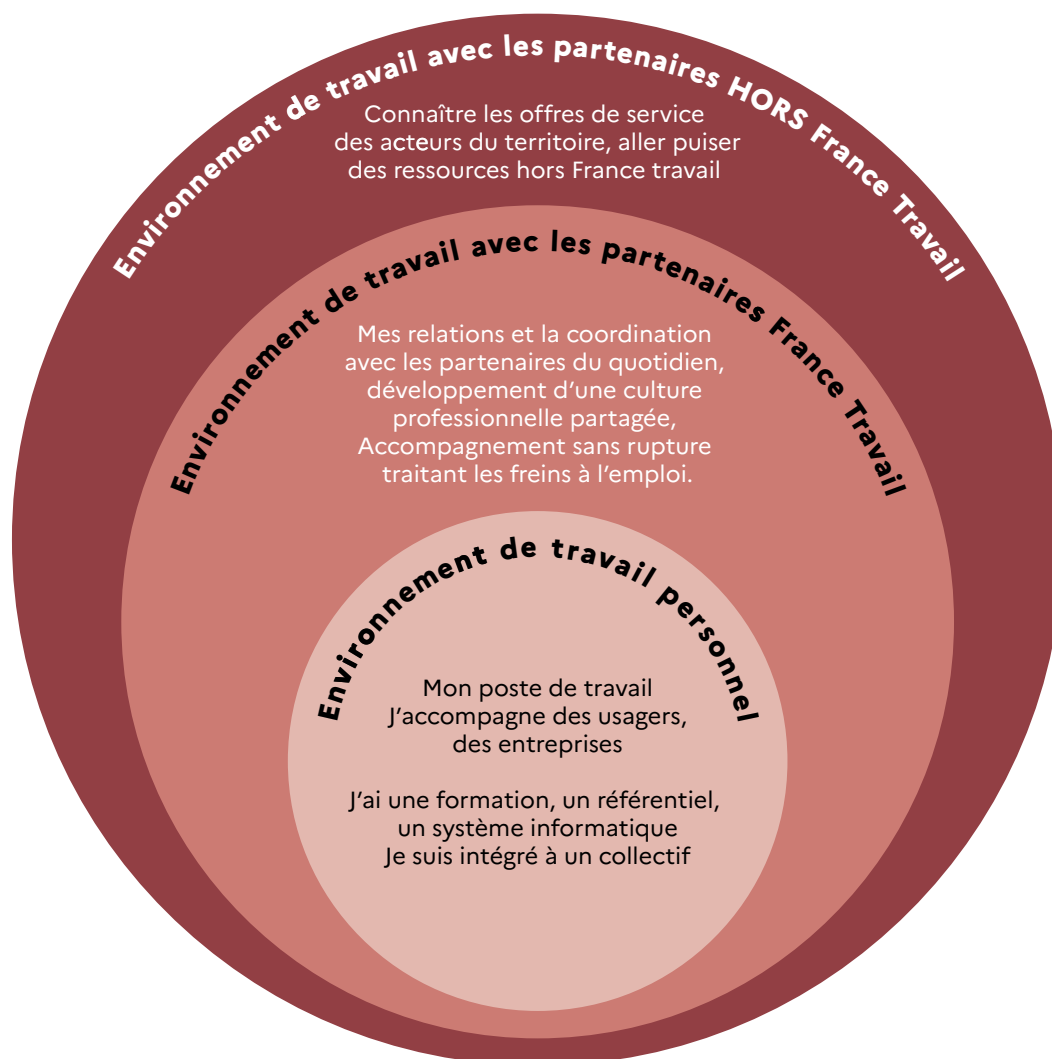 Environnement de travail avec les partenaires HORS France Travail
Connaître les offres de service
des acteurs du territoire, aller puiser
des ressources hors France travail
Environnement de travail avec les partenaires France Travail
Mes relations et la coordination
avec les partenaires du quotidien,
développement d’une culture
professionnelle partagée,
Accompagnement sans rupture
traitant les freins à l’emploi.
Environnement de travail personnel
Mon poste de travail
J’accompagne des usagers,
des entreprises
J’ai une formation, un référentiel,
un système informatique
Je suis intégré à un collectif